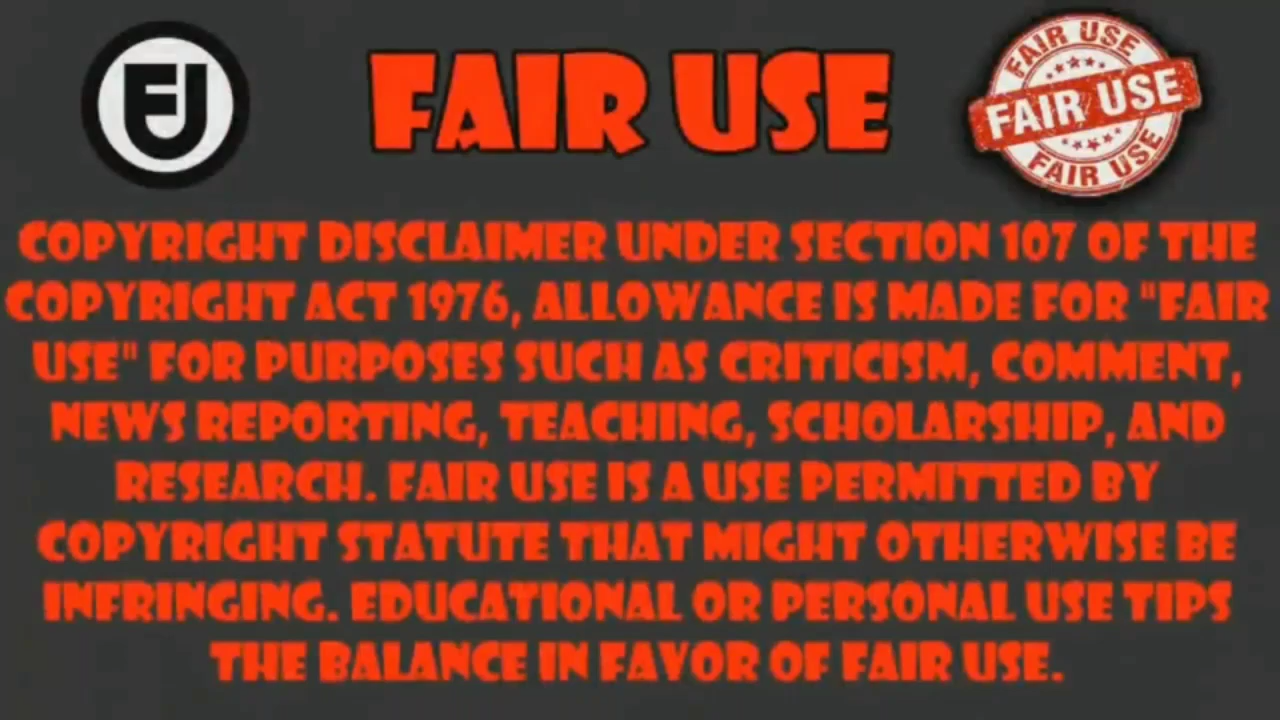 FU
FAIR USE
FAIR USE
FAIR USE
FAIR USE
COPYRIGHT DISCLAIMER UNDER SECTION 107 OF THE
COPYRIGHT ACT 1976, ALLOWANCE IS MADE FOR "FAIR
USE" FOR PURPOSES SUCH AS CRITICISM, COMMENT,
NEWS REPORTING, TEACHING, SCHOLARSHIP, AND
RESEARCH. FAIR USE IS A USE PERMITTED BY
COPYRIGHT STATUTE THAT MIGHT OTHERWISE BE
INFRINGING. EDUCATIONAL OR PERSONAL USE TIPS
THE BALANCE IN FAVOR OF FAIR USE.